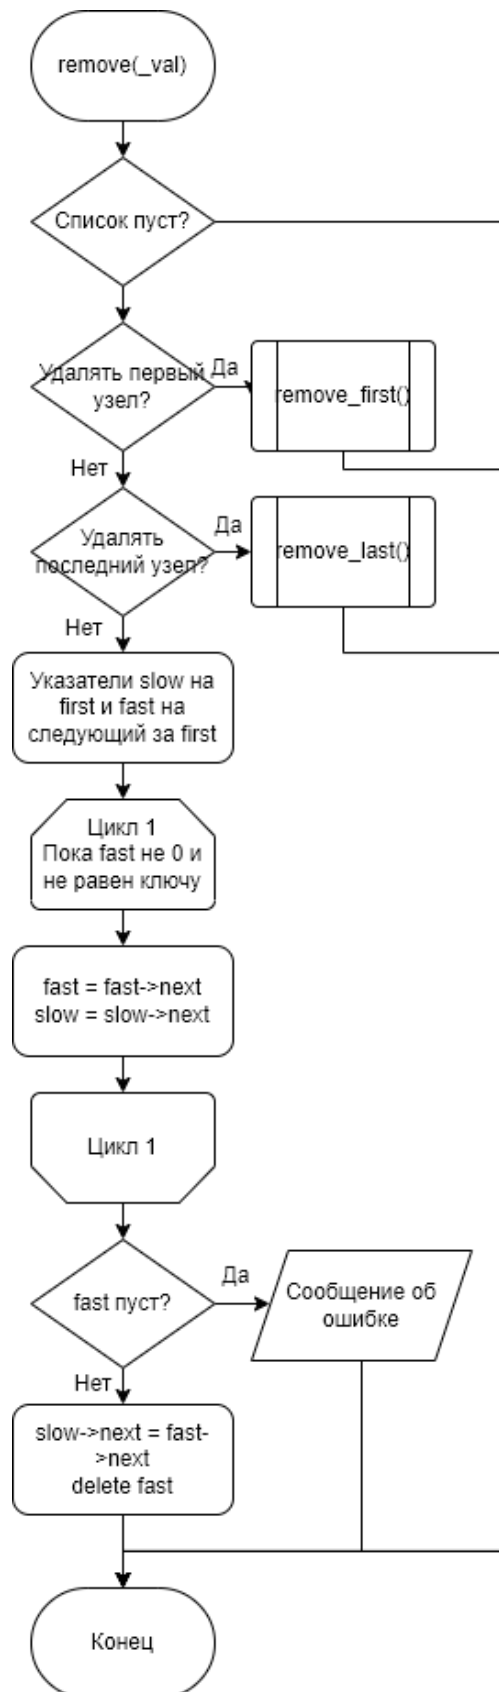 remove(_val)
Список пуст?
Удалять первый
узел?
Да
remove_first()
Нет
Удалять
последний узел?
Да
remove_last()
Нет
Указатели slow на
first и fast на
следующий за first
Цикл 1
Пока fast не 0 и
не равен ключу
fast = fast->next
slow = slow->next
Цикл 1
fast пуст?
Да
Сообщение об
ошибке
Нет
slow->next = fast-
>next
delete fast
Конец